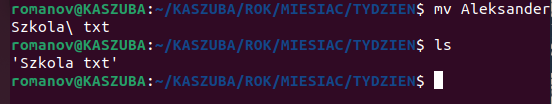 romanov@KASZUBA:~/KASZUBA/ROK/MIESIAC/TYDZIEN$ mv Aleksander
Szkola\ txt
romanov@KASZUBA:~/KASZUBA/ROK/MIESIAC/TYDZIEN$ ls
'Szkola txt'
romanov@KASZUBA:~/KASZUBA/ROK/MIESIAC/TYDZIEN$